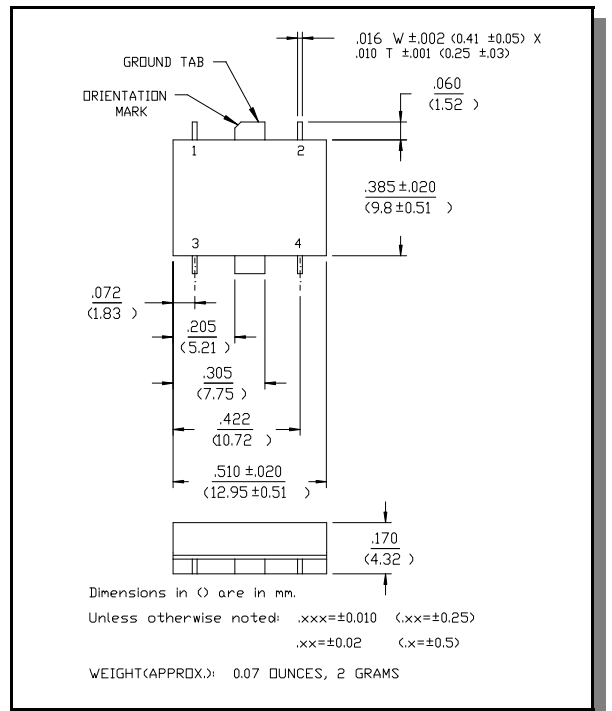 .016 W ±.002 (0.41 ±0.05) X
.010 T ±.001 (0.25 ±.03)
GROUND TAB
.060
(1.52 )
ORIENTATION
MARK
1
2
.385±.020
(9.8±0.51 )
3
4
.072
(1.83 )
.205
(5.21 )
.305
(7.75 )
.422
(10.72 )
.510 ±.020
(12.95±0.51 )
.170
(4.32 )
Dimensions in () are in mm.
Unless otherwise noted: .xxx=±0.010 (.xx=±0.25)
.xx=±0.02 (.x=±0.5)
WEIGHT(APPROX.): 0.07 OUNCES, 2 GRAMS